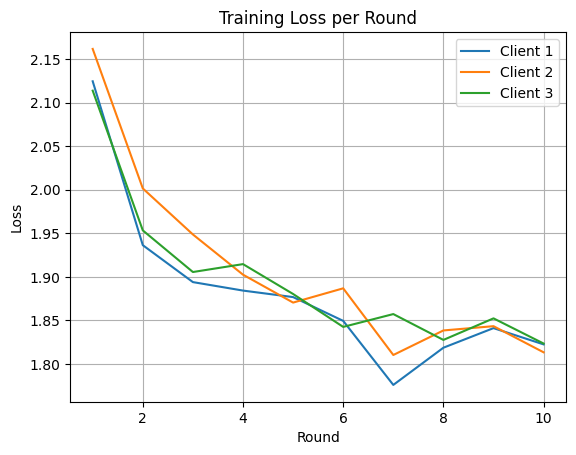 Training Loss per Round
Client 1
Client 2
Client 3
2.15
2.10
2.05
2.00
1.95
1.90
1.85
1.80
Loss
2 4 6 8 10
Round